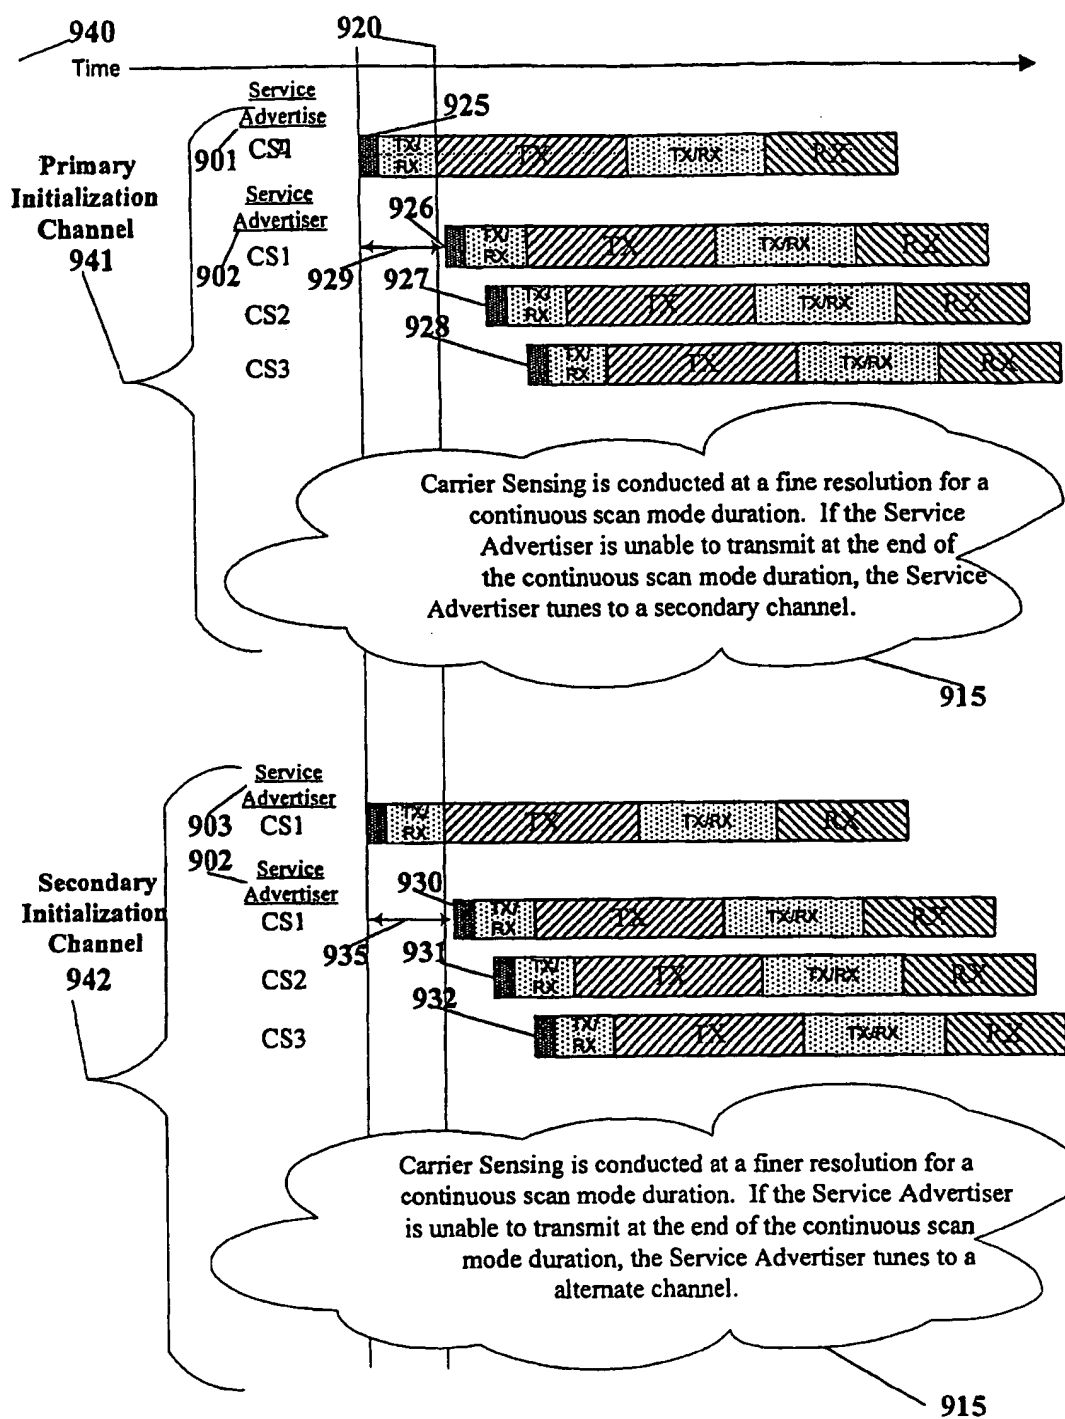 940
920
Time
Service
Advertise
925
901
CS1
TX/
RX
TX
TX/RX
RX
Primary
Initialization
Channel
941
Service
Advertiser
902
CS1
926
929
TX/
RX
TX
TX/RX
RX
927
CS2
TX/
RX
TX
TX/RX
RX
928
CS3
TX/
RX
TX
TX/RX
RX
Carrier Sensing is conducted at a fine resolution for a
continuous scan mode duration. If the Service
Advertiser is unable to transmit at the end of
the continuous scan mode duration, the Service
Advertiser tunes to a secondary channel.
915
Service
Advertiser
903
CS1
TX/
RX
TX
TX/RX
RX
902
Service
Advertiser
CS1
930
935
TX/
RX
TX
TX/RX
RX
Secondary
Initialization
Channel
942
931
CS2
TX/
RX
TX
TX/RX
RX
932
CS3
TX/
RX
TX
TX/RX
RX
Carrier Sensing is conducted at a finer resolution for a
continuous scan mode duration. If the Service Advertiser
is unable to transmit at the end of the continuous scan
mode duration, the Service Advertiser tunes to a
alternate channel.
915